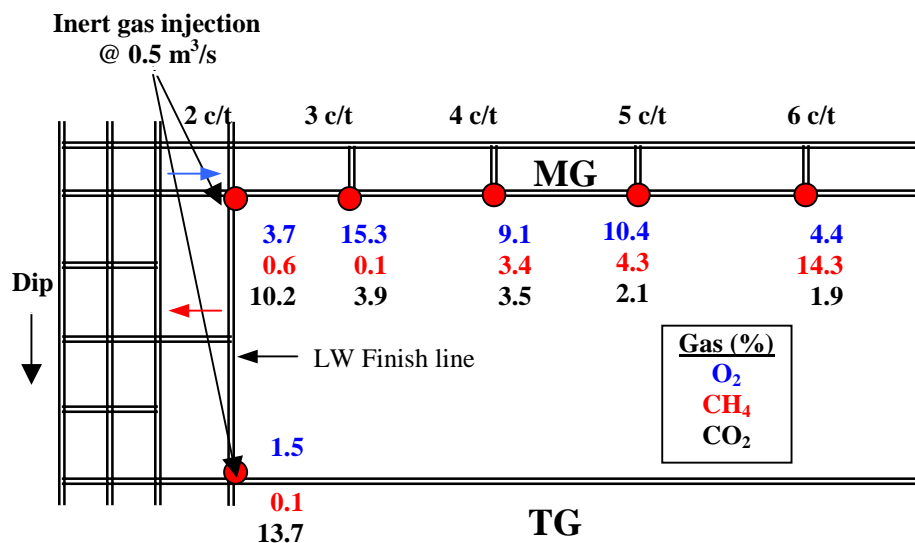 Inert gas injection
@ 0.5 m³/s
2 c/t 3 c/t 4 c/t 5 c/t 6 c/t
MG
3.7 15.3 9.1 10.4 4.4
0.6 0.1 3.4 4.3 14.3
10.2 3.9 3.5 2.1 1.9
Dip
LW Finish line
Gas (%)
O₂
CH₄
CO₂
1.5
0.1
13.7
TG